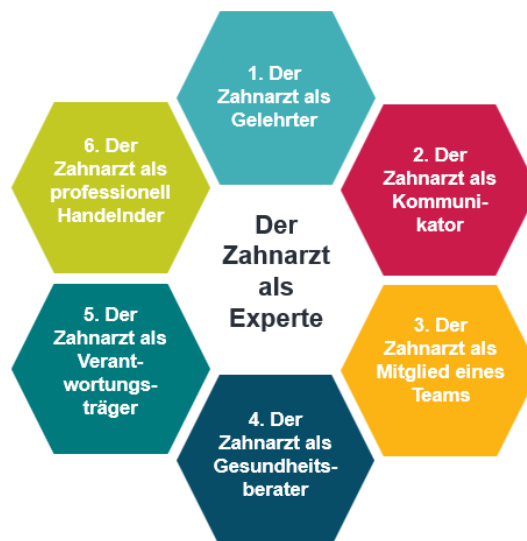 1. Der
Zahnarzt als
Gelehrter
2. Der
Zahnarzt als
Kommuni-
kator
3. Der
Zahnarzt als
Mitglied eines
Teams
4. Der
Zahnarzt als
Gesundheits-
berater
5. Der
Zahnarzt als
Verant-
wortungs-
träger
6. Der
Zahnarzt als
professionell
Handelnder
Der
Zahnarzt
als
Experte